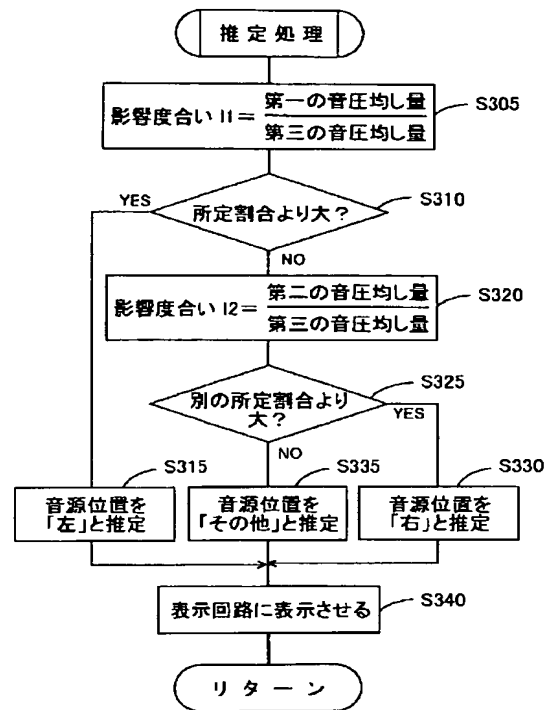 推定処理
影響度合い I1＝ 第一の音圧均し量
第三の音圧均し量
S305
所定割合より大？
S310
YES
NO
影響度合い I2＝ 第二の音圧均し量
第三の音圧均し量
S320
別の所定割合より
大？
S325
YES
NO
音源位置を
「左」と推定
S315
音源位置を
「その他」と推定
S335
音源位置を
「右」と推定
S330
表示回路に表示させる
S340
リターン